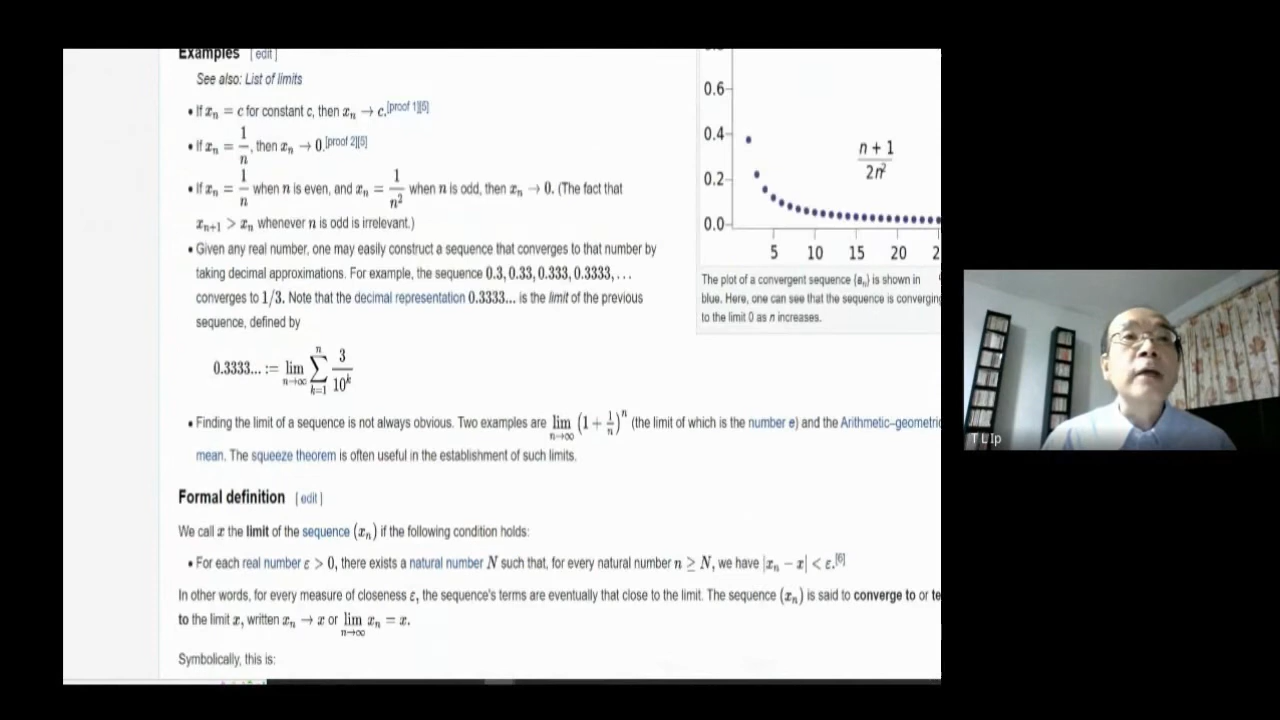 Examples [edit]
See also: List of limits
• If xₙ = c for constant c, then xₙ → c.[proof 1][5]
• If xₙ = 1/n, then xₙ → 0.[proof 2][5]
• If xₙ = 1/n when n is even, and xₙ = 1/n² when n is odd, then xₙ → 0. (The fact that
xₙ₊₁ > xₙ whenever n is odd is irrelevant.)
• Given any real number, one may easily construct a sequence that converges to that number by
taking decimal approximations. For example, the sequence 0.3, 0.33, 0.333, 0.3333, . . .
converges to 1/3. Note that the decimal representation 0.3333... is the limit of the previous
sequence, defined by
0.3333... := lim n→∞ ∑ k=1 n 3/10ᵏ
• Finding the limit of a sequence is not always obvious. Two examples are lim n→∞ (1 + 1/n)ⁿ (the limit of which is the number e) and the Arithmetic–geometric
mean. The squeeze theorem is often useful in the establishment of such limits.
Formal definition [edit]
We call x the limit of the sequence (xₙ) if the following condition holds:
• For each real number ε > 0, there exists a natural number N such that, for every natural number n ≥ N, we have |xₙ − x| < ε.[6]
In other words, for every measure of closeness ε, the sequence's terms are eventually that close to the limit. The sequence (xₙ) is said to converge to or te
to the limit x, written xₙ → x or lim n→∞ xₙ = x.
Symbolically, this is:
0.6
0.4
0.2
0.0
n + 1
2n²
5 10 15 20 2
The plot of a convergent sequence {aₙ} is shown in
blue. Here, one can see that the sequence is converging
to the limit 0 as n increases.
T L Ip